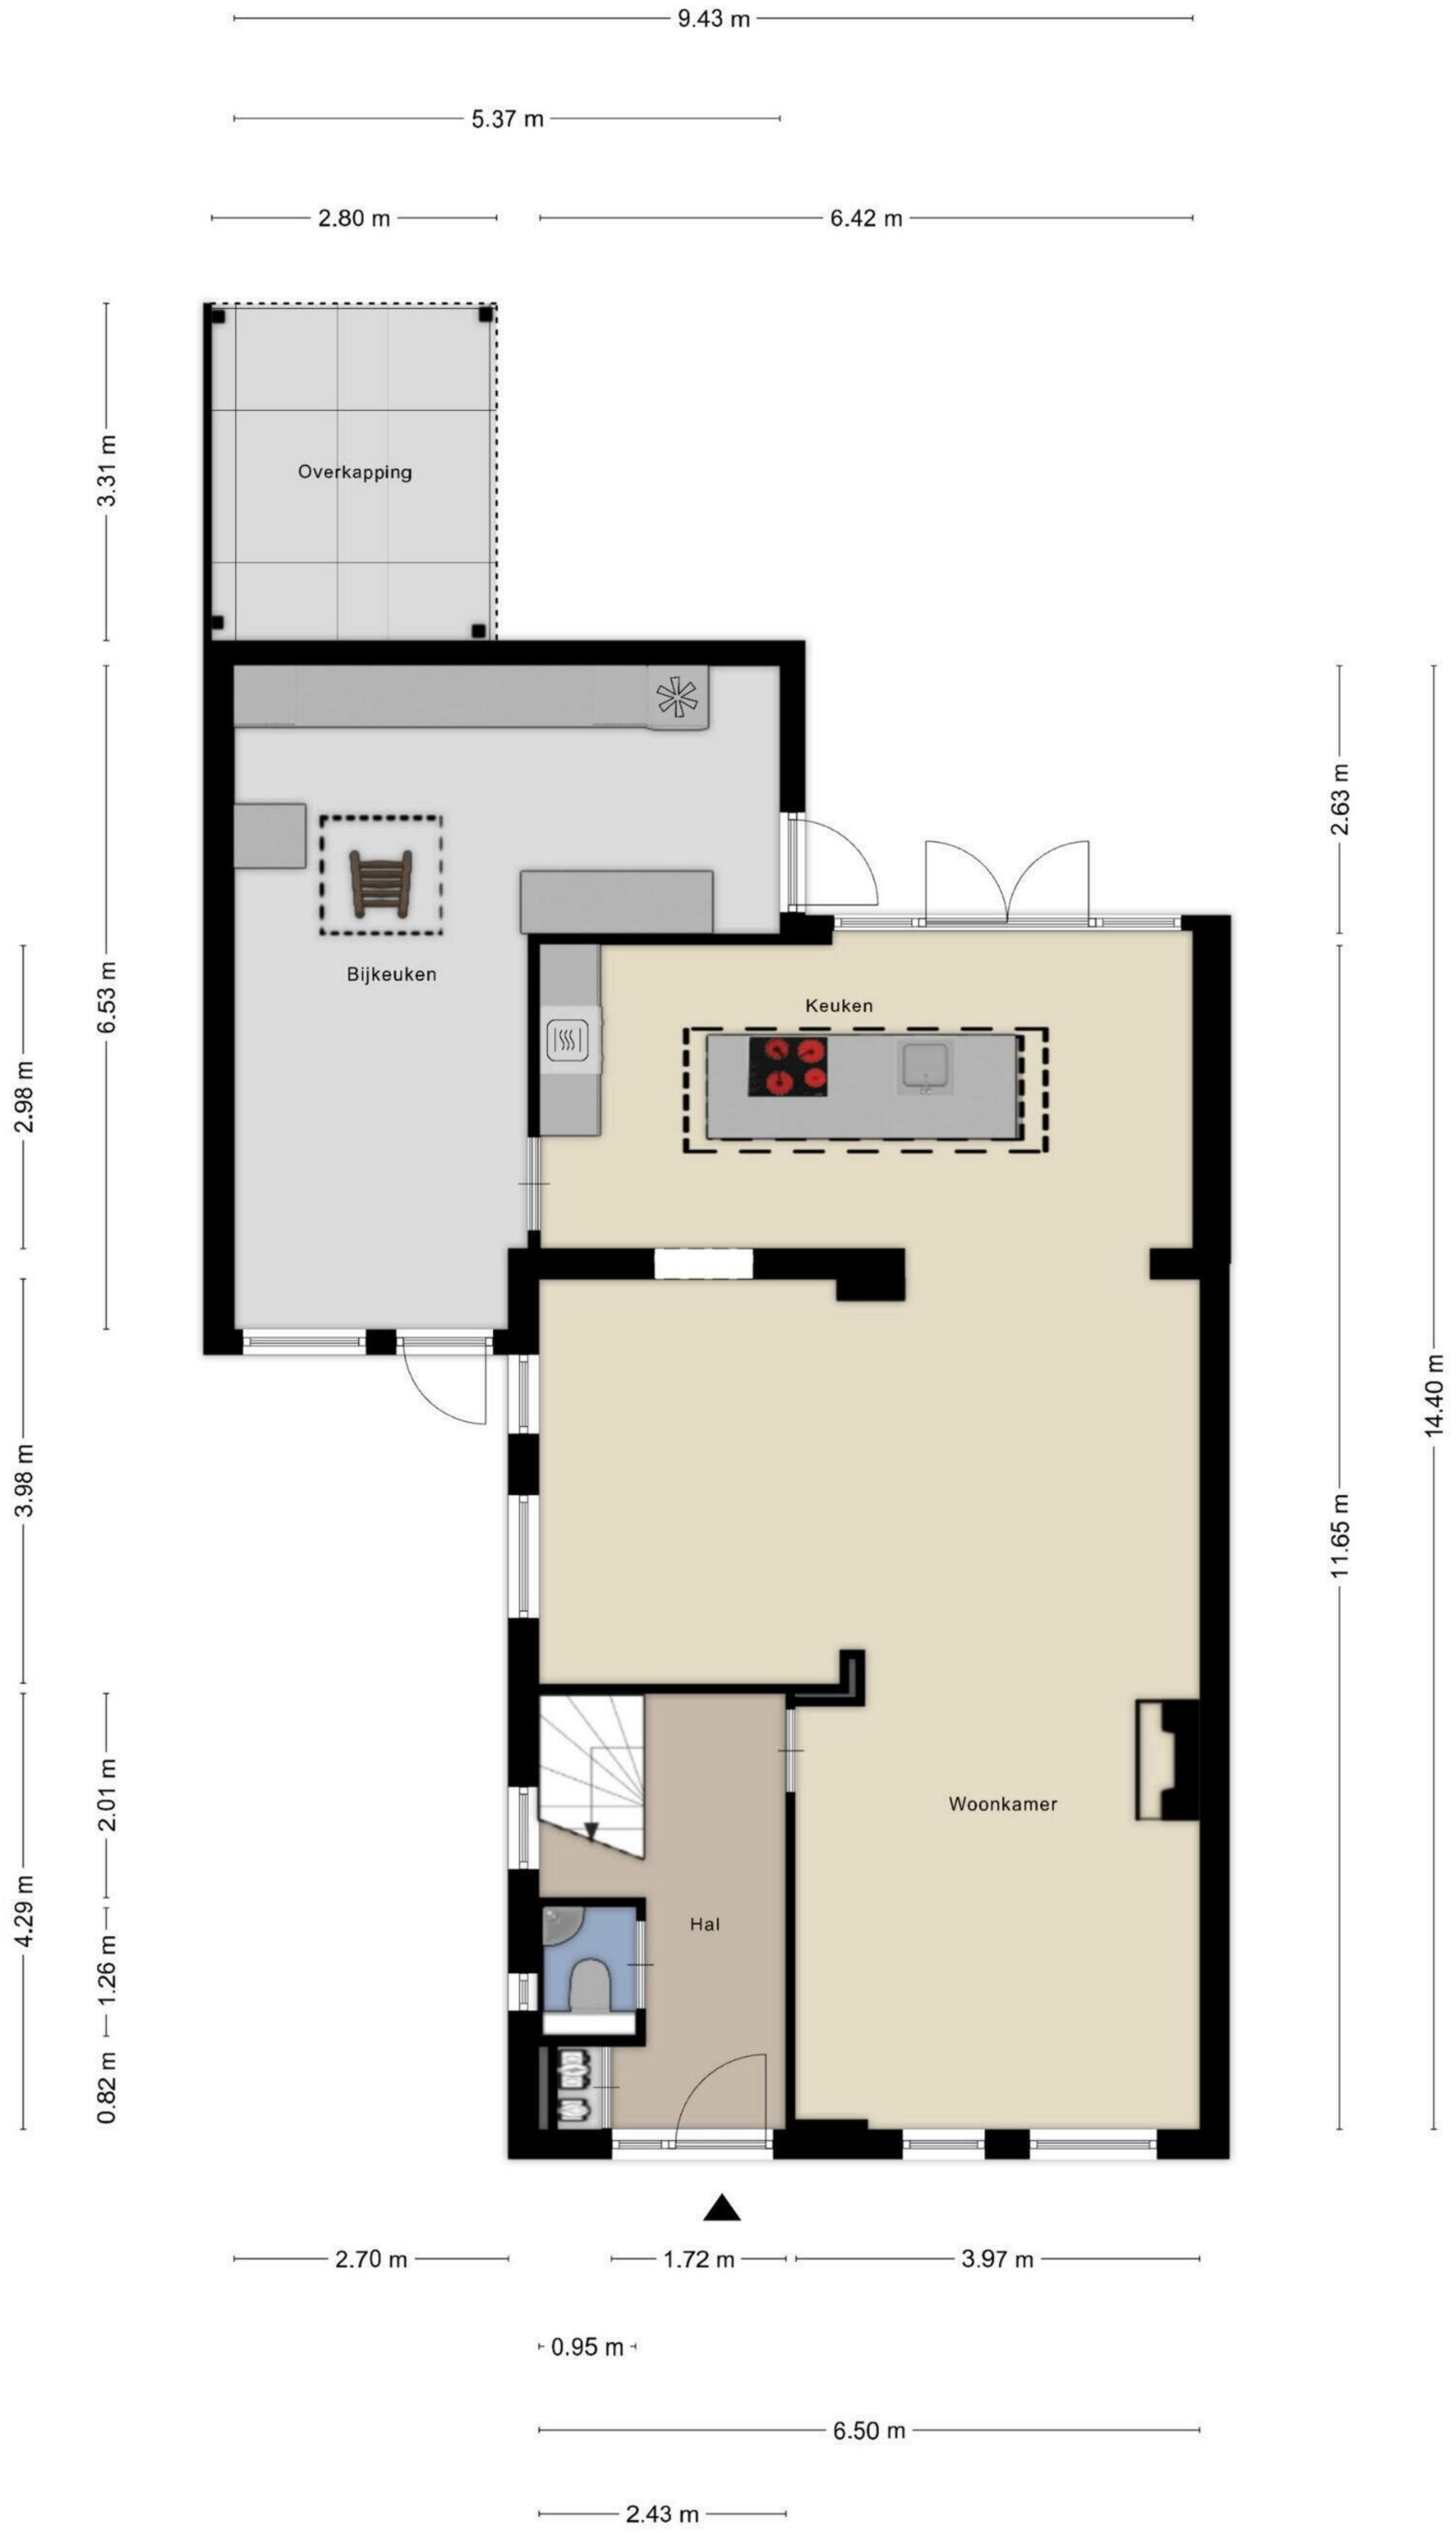 9.43 m
5.37 m
2.80 m
6.42 m
3.31 m
Overkapping
2.63 m
6.53 m
Bijkeuken
Keuken
2.98 m
14.40 m
3.98 m
11.65 m
2.01 m
Woonkamer
4.29 m
Hal
1.26 m
0.82 m
2.70 m
1.72 m
3.97 m
0.95 m
6.50 m
2.43 m